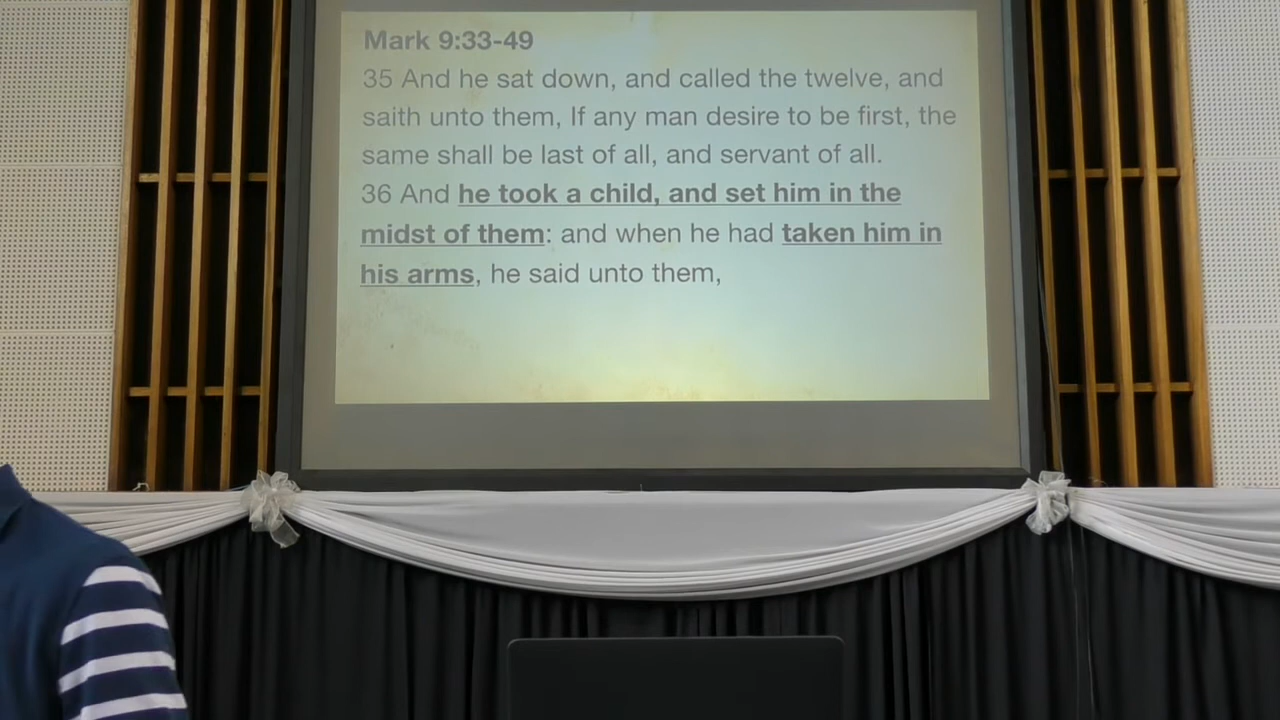 Mark 9:33-49
35 And he sat down, and called the twelve, and
saith unto them, If any man desire to be first, the
same shall be last of all, and servant of all.
36 And he took a child, and set him in the
midst of them: and when he had taken him in
his arms, he said unto them,